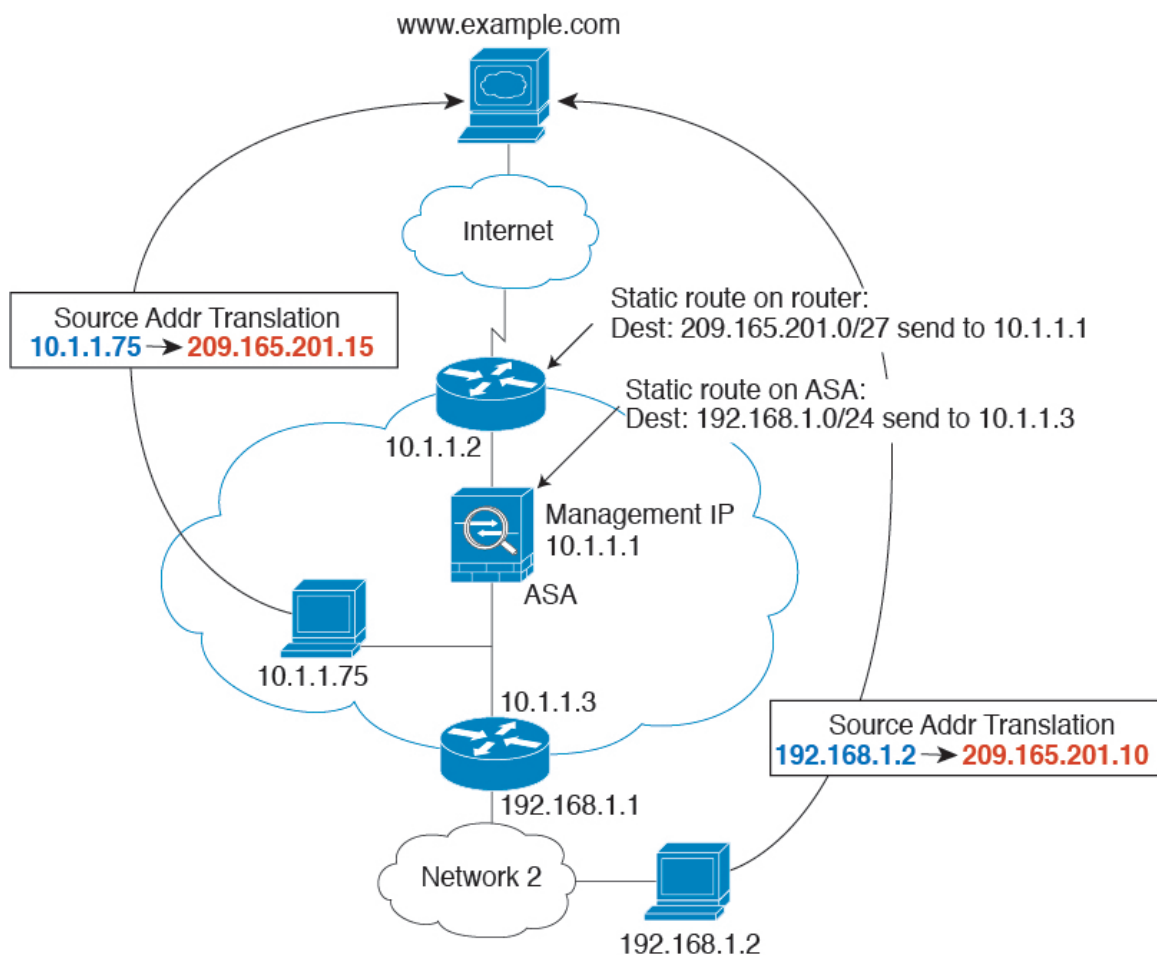 www.example.com
Internet
Source Addr Translation
10.1.1.75 → 209.165.201.15
Static route on router:
Dest: 209.165.201.0/27 send to 10.1.1.1
Static route on ASA:
Dest: 192.168.1.0/24 send to 10.1.1.3
10.1.1.2
Management IP
10.1.1.1
ASA
10.1.1.75
10.1.1.3
Source Addr Translation
192.168.1.2 → 209.165.201.10
192.168.1.1
Network 2
192.168.1.2